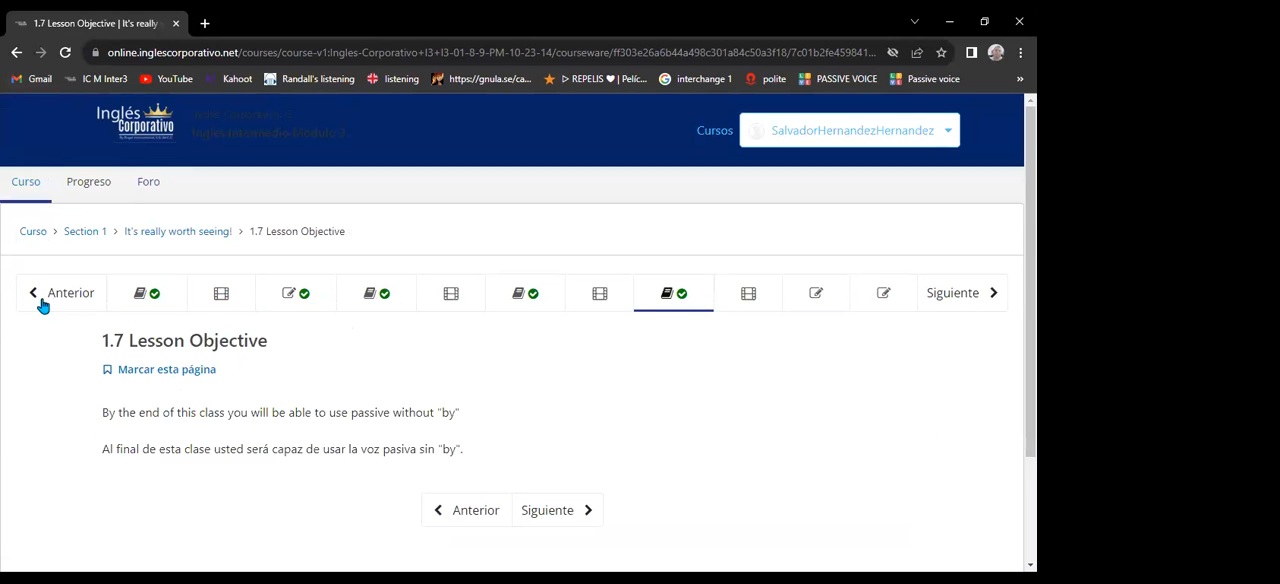 1.7 Lesson Objective | It's really
online.inglescorporativo.net/courses/course-v1:Ingles-Corporativo+I3+I3-01-8-9-PM-10-23-14/courseware/ff303e26a6b44a498c301a84c50a3f18/7c01b2fe459841...
Gmail IC M Inter3 YouTube Kahoot Randall's listening listening https://gnula.se/ca... ▷ REPELIS ♥ | Pelíc... interchange 1 polite PASSIVE VOICE Passive voice »
Inglés
Corporativo
Cursos SalvadorHernandezHernandez
Curso Progreso Foro
Curso > Section 1 > It's really worth seeing! > 1.7 Lesson Objective
Anterior Siguiente
1.7 Lesson Objective
Marcar esta página
By the end of this class you will be able to use passive without "by"
Al final de esta clase usted será capaz de usar la voz pasiva sin "by".
Anterior Siguiente